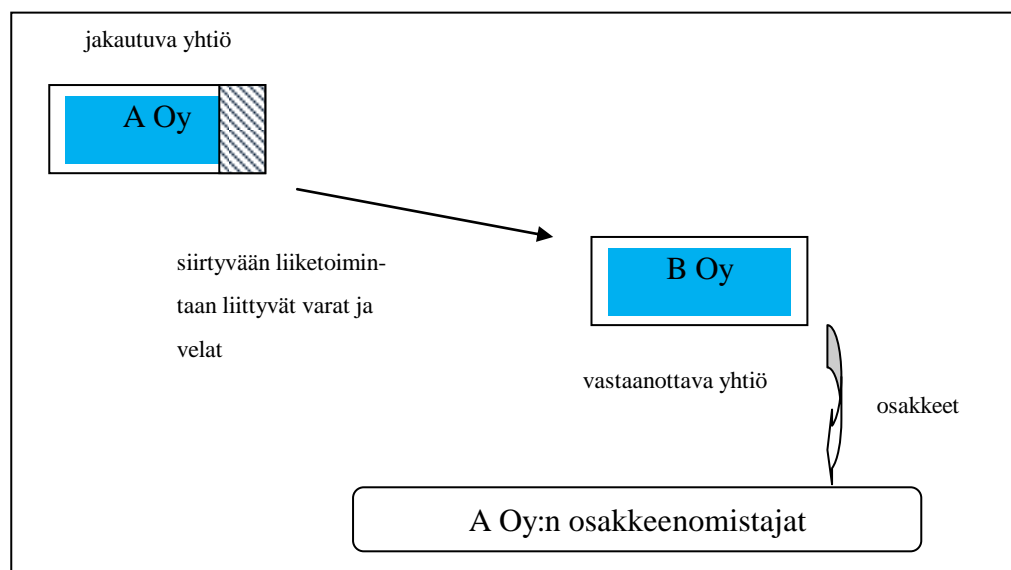 jakautuva yhtiö
A Oy
siirtyvään liiketoimin-
taan liittyvät varat ja
velat
B Oy
vastaanottava yhtiö
osakkeet
A Oy:n osakkeenomistajat